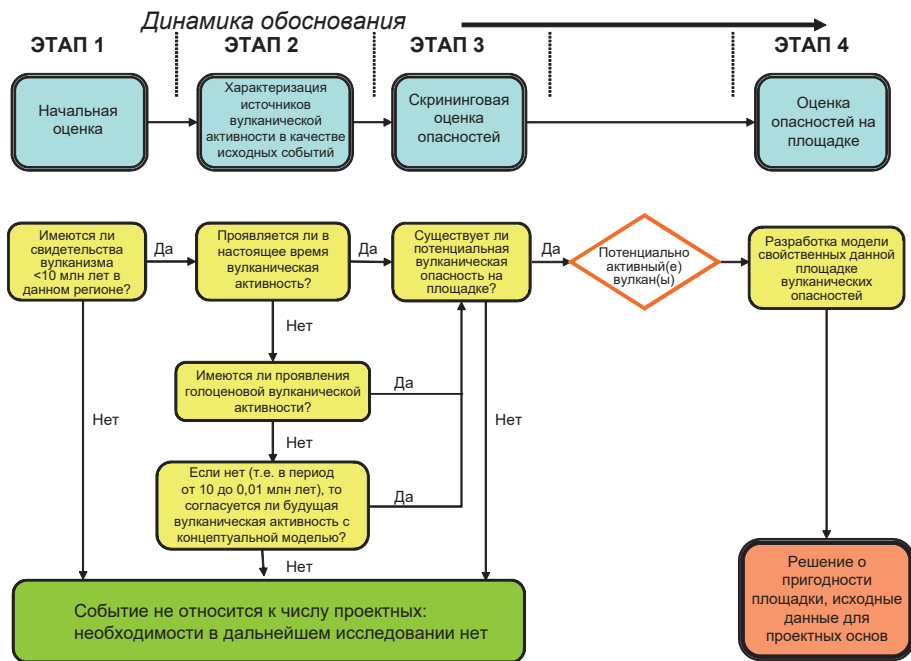 Динамика обоснования
ЭТАП 1
ЭТАП 2
ЭТАП 3
ЭТАП 4
Начальная
оценка
Характеризация
источников
вулканической
активности в качестве
исходных событий
Скрининговая
оценка
опасностей
Оценка
опасностей на
площадке
Имеются ли
свидетельства
вулканизма
<10 млн лет в
данном регионе?
Да
Проявляется ли в
настоящее время
вулканическая
активность?
Да
Существует ли
потенциальная
вулканическая
опасность на
площадке?
Да
Потенциально
активный(е)
вулкан(ы)
Разработка модели
свойственных данной
площадке
вулканических
опасностей
Нет
Имеются ли проявления
голоценовой вулканической
активности?
Да
Нет
Нет
Нет
Если нет (т.е. в период
от 10 до 0,01 млн лет), то
согласуется ли будущая
вулканическая активность с
концептуальной моделью?
Да
Нет
Событие не относится к числу проектных:
необходимости в дальнейшем исследовании нет
Решение о
пригодности
площадки, исходные
данные для
проектных основ